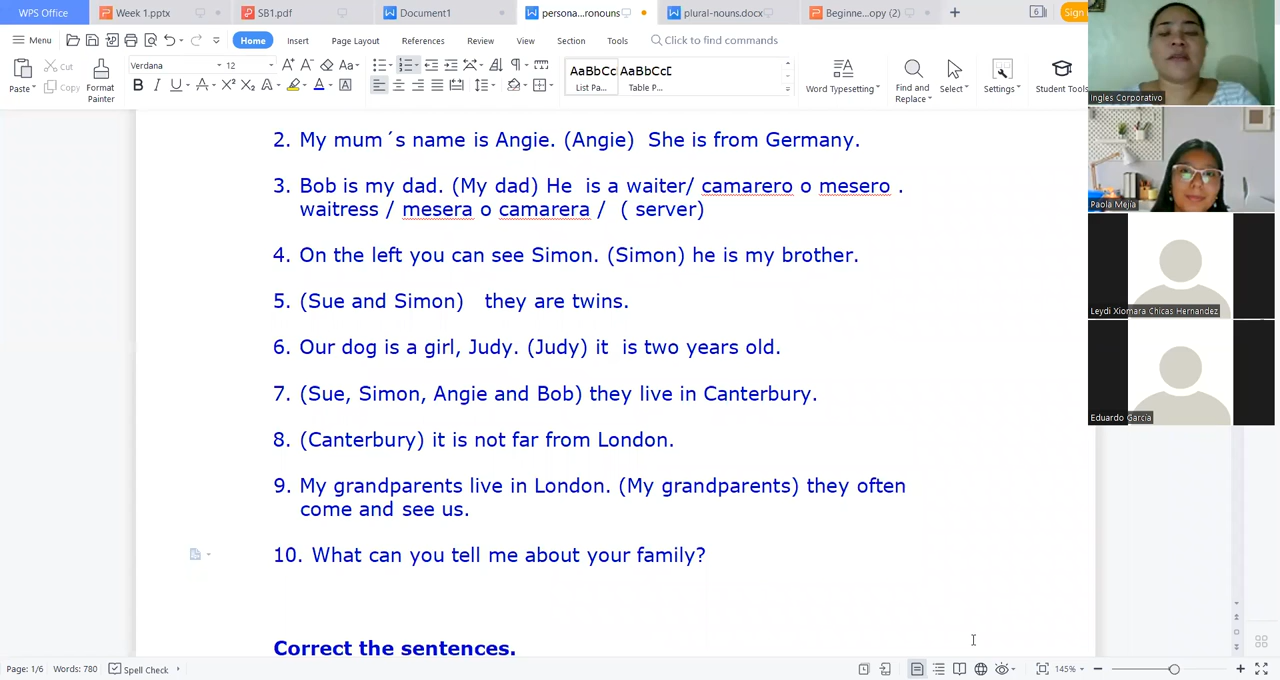 WPS Office
Week 1.pptx
SB1.pdf
Document1
persona...ronouns
plural-nouns.docx
Beginne...opy (2)
6
Sign
Menu
Home
Insert
Page Layout
References
Review
View
Section
Tools
Click to find commands
Paste
Cut
Copy
Format Painter
Verdana
12
AaBbCc
List Pa...
AaBbCcD
Table P...
Word Typesetting
Find and Replace
Select
Settings
Student Tools
2. My mum´s name is Angie. (Angie) She is from Germany.
3. Bob is my dad. (My dad) He is a waiter/ camarero o mesero .
waitress / mesera o camarera / ( server)
4. On the left you can see Simon. (Simon) he is my brother.
5. (Sue and Simon) they are twins.
6. Our dog is a girl, Judy. (Judy) it is two years old.
7. (Sue, Simon, Angie and Bob) they live in Canterbury.
8. (Canterbury) it is not far from London.
9. My grandparents live in London. (My grandparents) they often
come and see us.
10. What can you tell me about your family?
Correct the sentences.
Ingles Corporativo
Paola Mejía
Leydi Xiomara Chicas Hernandez
Eduardo García
Page: 1/6
Words: 780
Spell Check
145%